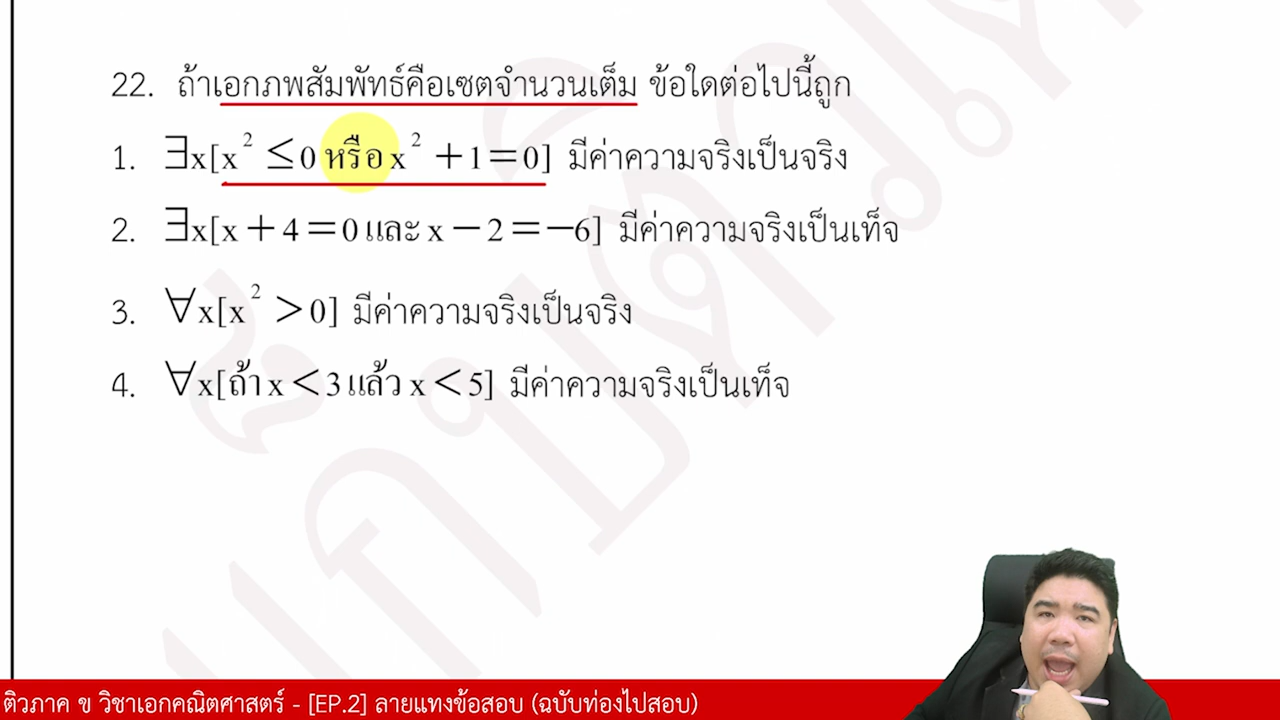 22. ถ้าเอกภพสัมพัทธ์คือเซตจำนวนเต็ม ข้อใดต่อไปนี้ถูก
1. ∃x[x² ≤ 0 หรือ x² + 1 = 0] มีค่าความจริงเป็นจริง
2. ∃x[x + 4 = 0 และ x − 2 = −6] มีค่าความจริงเป็นเท็จ
3. ∀x[x² > 0] มีค่าความจริงเป็นจริง
4. ∀x[ถ้า x < 3 แล้ว x < 5] มีค่าความจริงเป็นเท็จ
ติวภาค ข วิชาเอกคณิตศาสตร์ - [EP.2] ลายแทงข้อสอบ (ฉบับท่องไปสอบ)